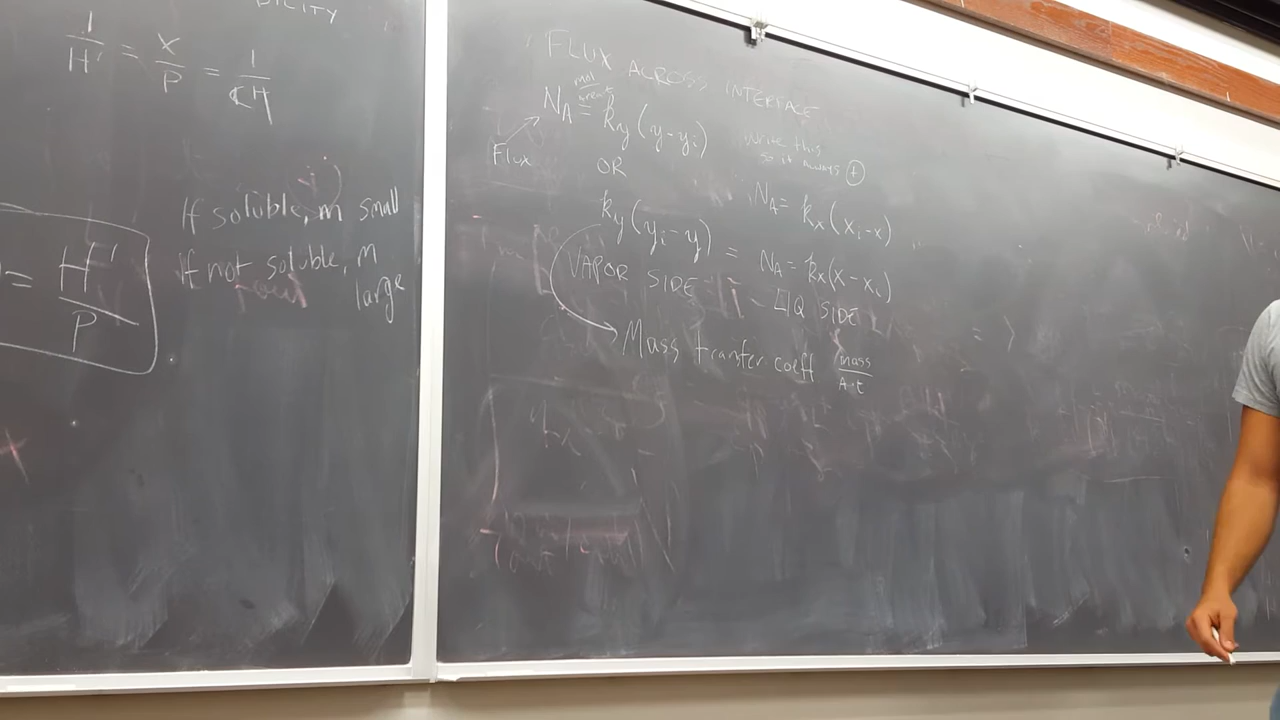 BILITY
1/H' = x/P = 1/CH
If soluble, m small
If not soluble, m
large
= H'/P
FLUX ACROSS INTERFACE
mol/area·t
N_A = k_y (y-y_i)
Write this
so it always ⊕
Flux
OR
N_A = k_x (x_i-x)
k_y (y_i-y) = N_A = k_x (x-x_i)
VAPOR SIDE
LIQ SIDE
Mass transfer coeff mass/A·t